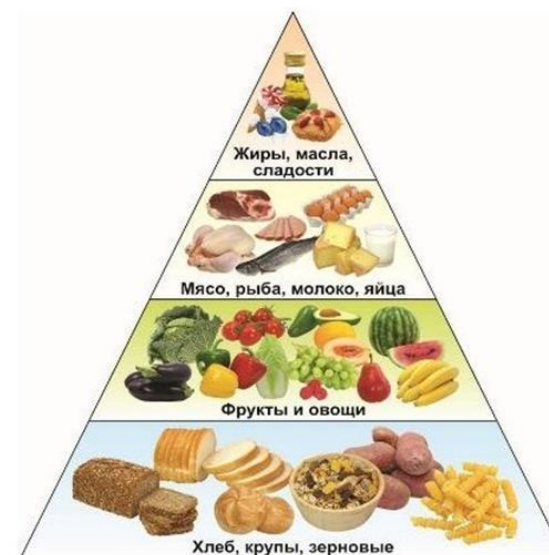 Жиры, масла,
сладости
Мясо, рыба, молоко, яйца
Фрукты и овощи
Хлеб, крупы, зерновые